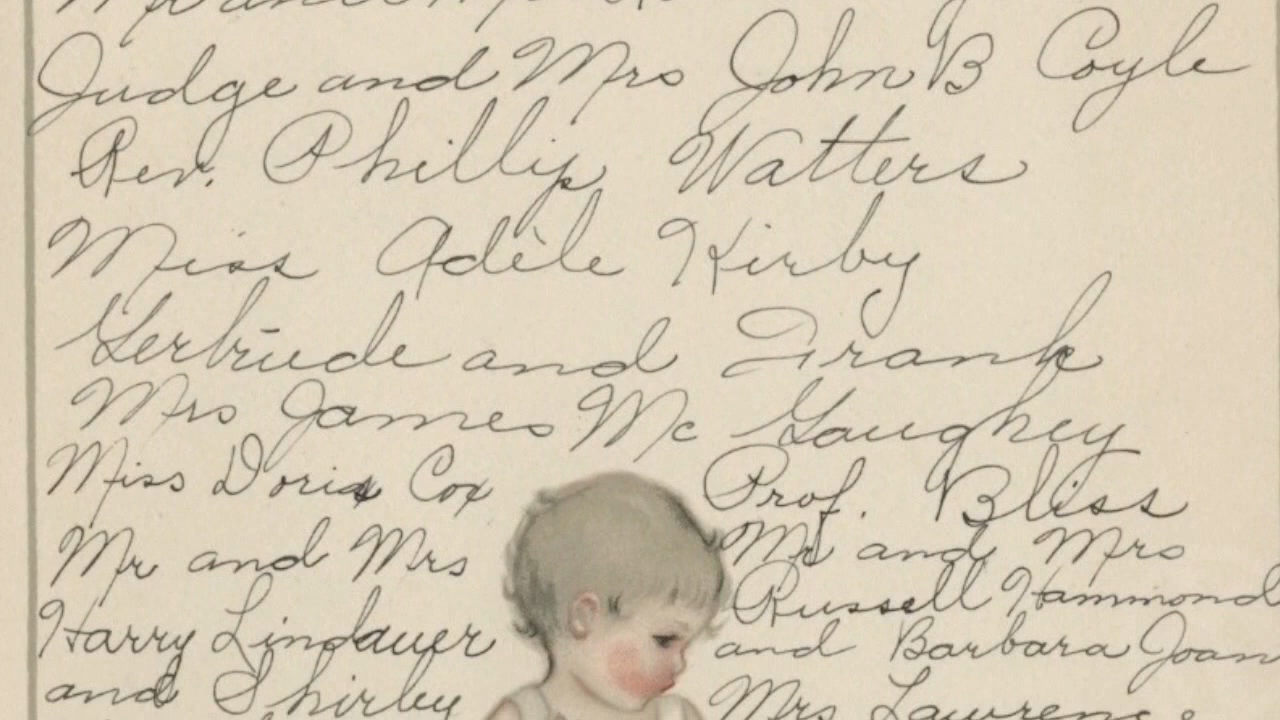 Judge and Mrs John B Coyle
Rev. Phillip Watters
Miss Adèle Kirby
Gertrude and Frank
Mrs James Mc Gaughey
Miss Doris Cox
Prof. Bliss
Mr and Mrs
Harry Lindauer
and Shirley
Mr and Mrs
Russell Hammond
and Barbara Joan
Mrs Lawrence